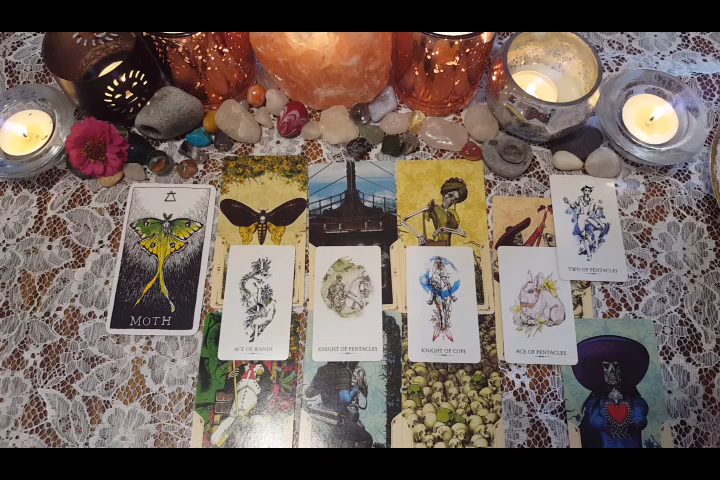 MOTH
ACE OF WANDS
KNIGHT OF PENTACLES
KNIGHT OF CUPS
ACE OF PENTACLES
TWO OF PENTACLES